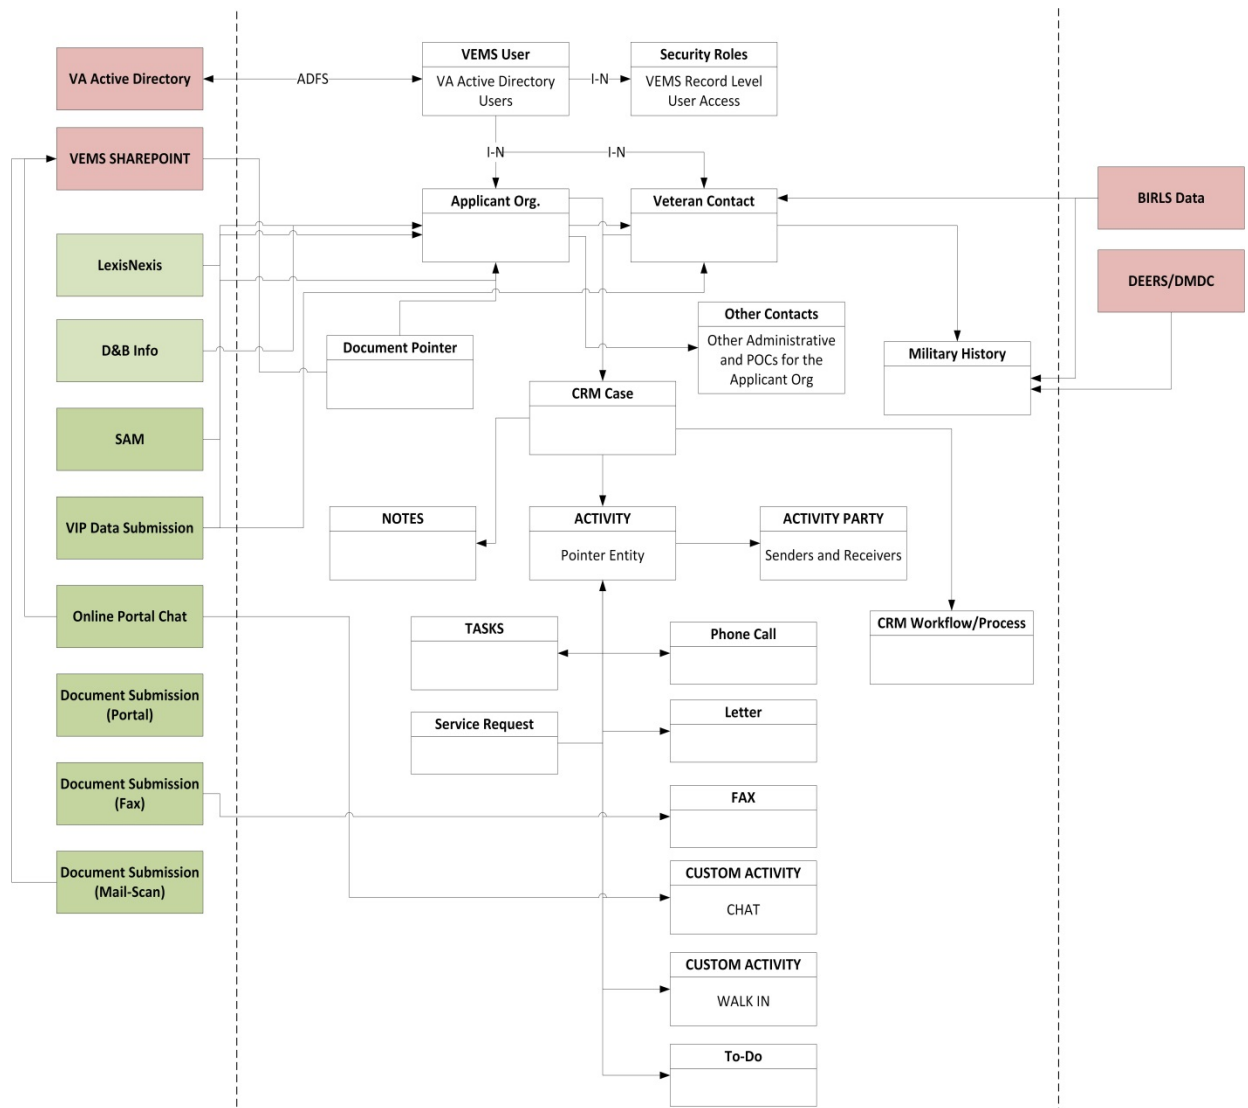 VA Active Directory
ADFS
VEMS User
VA Active Directory
Users
I-N
Security Roles
VEMS Record Level
User Access
VEMS SHAREPOINT
I-N
I-N
Applicant Org.
Veteran Contact
BIRLS Data
LexisNexis
DEERS/DMDC
D&B Info
Document Pointer
Other Contacts
Other Administrative
and POCs for the
Applicant Org
Military History
SAM
CRM Case
VIP Data Submission
NOTES
ACTIVITY
Pointer Entity
ACTIVITY PARTY
Senders and Receivers
Online Portal Chat
TASKS
Phone Call
CRM Workflow/Process
Document Submission
(Portal)
Service Request
Letter
Document Submission
(Fax)
FAX
Document Submission
(Mail-Scan)
CUSTOM ACTIVITY
CHAT
CUSTOM ACTIVITY
WALK IN
To-Do